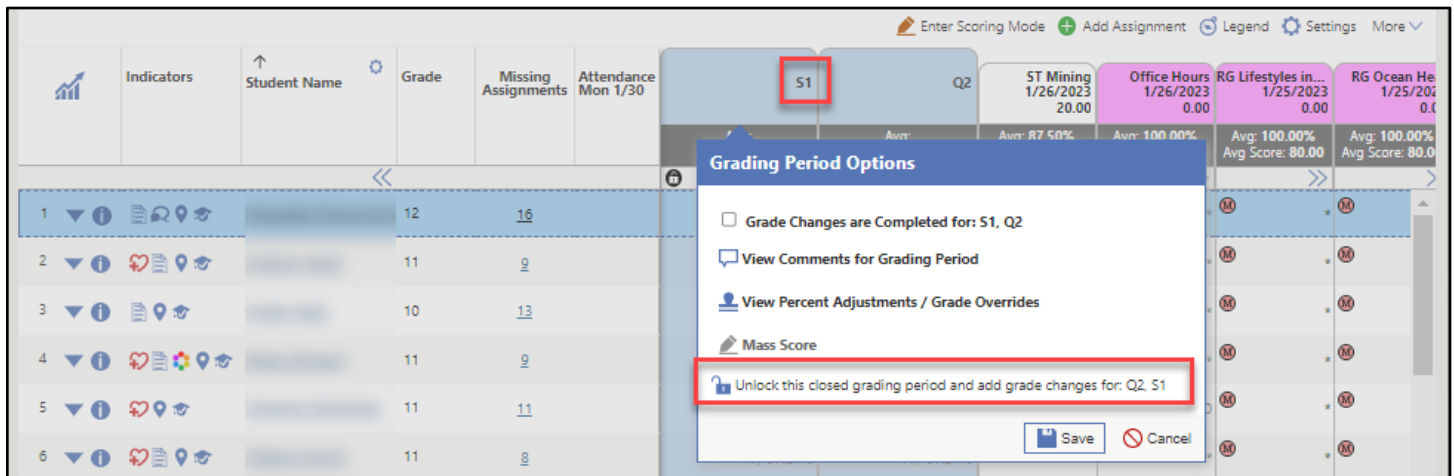 Enter Scoring Mode Add Assignment Legend Settings More
Indicators
Student Name
Grade
Missing
Assignments
Attendance
Mon 1/30
S1
Q2
ST Mining
1/26/2023
20.00
Office Hours
1/26/2023
0.00
RG Lifestyles in...
1/25/2023
0.00
RG Ocean He
1/25/202
0.0
Avg:
Avg: 87.50%
Avg: 100.00%
Avg: 100.00%
Avg Score: 80.00
Avg: 100.00%
Avg Score: 80.0
Grading Period Options
Grade Changes are Completed for: S1, Q2
View Comments for Grading Period
View Percent Adjustments / Grade Overrides
Mass Score
Unlock this closed grading period and add grade changes for: Q2, S1
Save Cancel
1 12 16 * M * M
2 11 9 * M * M
3 10 13 * M * M
4 11 9 * M * M
5 11 11 M * M
6 11 8 * M * M